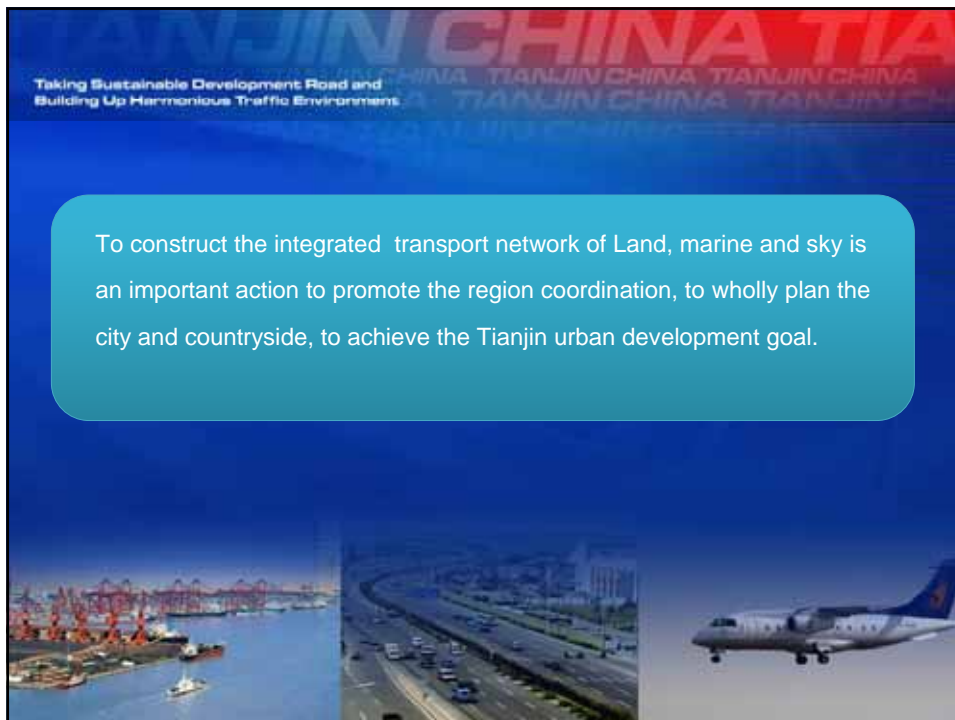 TIANJIN CHINA TIA
CHINA TIANJIN CHINA TIANJIN CHINA
TIANJIN CHINA TIANJIN CH
Taking Sustainable Development Road and
Building Up Harmonious Traffic Environment
To construct the integrated transport network of Land, marine and sky is
an important action to promote the region coordination, to wholly plan the
city and countryside, to achieve the Tianjin urban development goal.